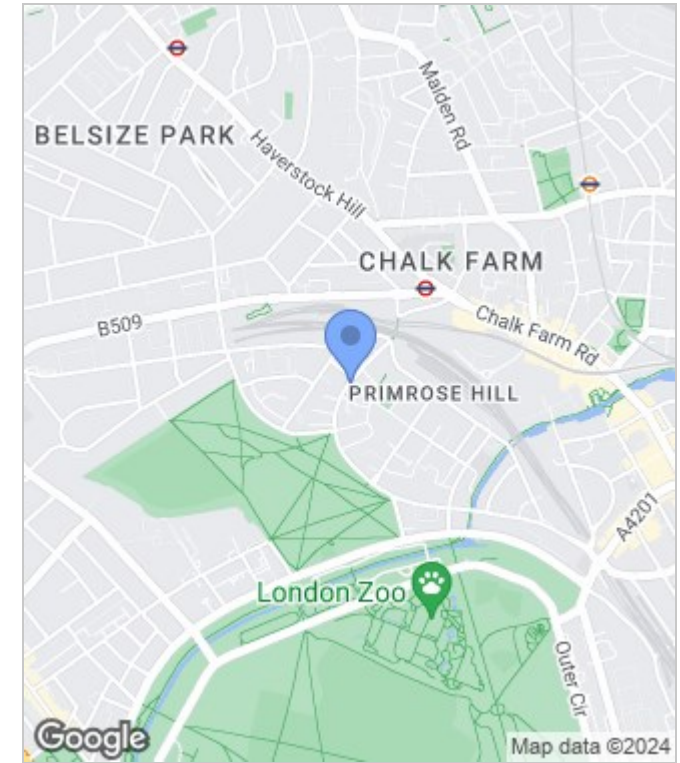 Malden Rd
BELSIZE PARK
Haverstock Hill
CHALK FARM
B509
Chalk Farm Rd
PRIMROSE HILL
A4201
London Zoo
Outer Cir
Google
Map data ©2024